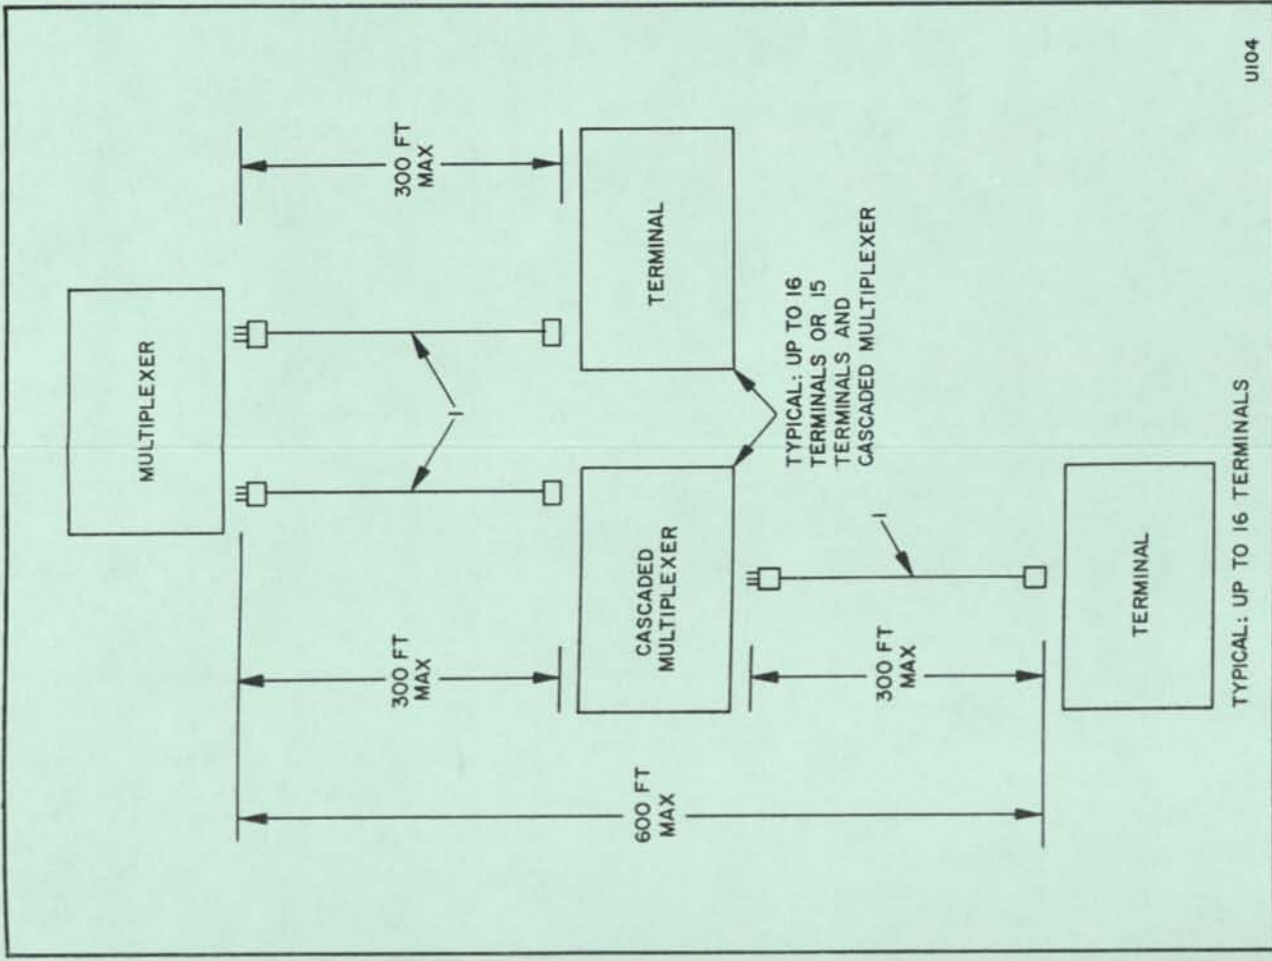 MULTIPLEXER
300 FT
MAX
1
300 FT
MAX
600 FT
MAX
CASCADED
MULTIPLEXER
TERMINAL
TYPICAL: UP TO 16
TERMINALS OR 15
TERMINALS AND
CASCADED MULTIPLEXER
300 FT
MAX
1
TERMINAL
TYPICAL: UP TO 16 TERMINALS
U104